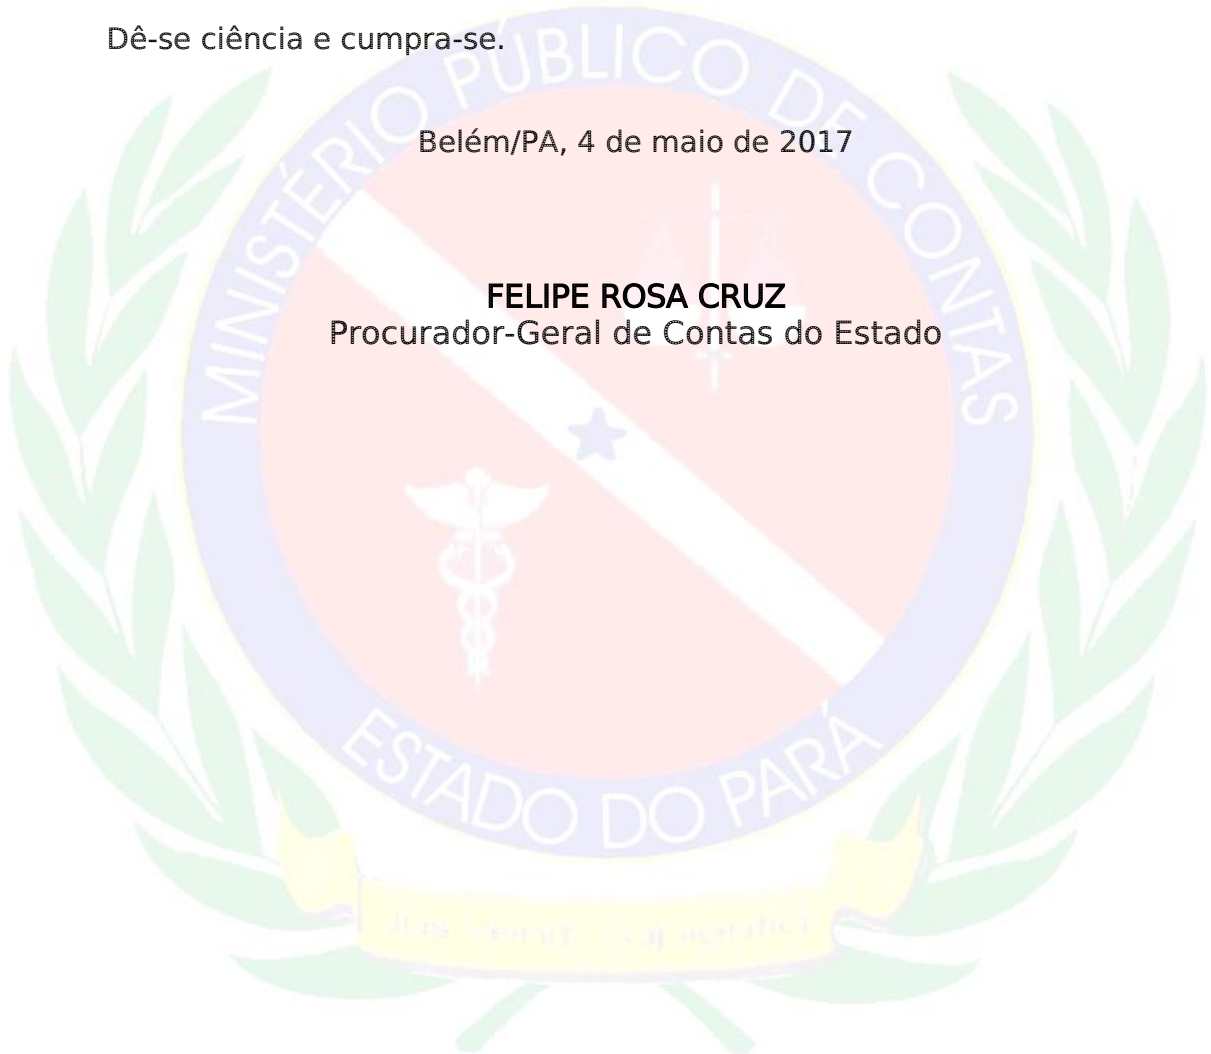 Dê-se ciência e cumpra-se.
MINISTÉRIO PÚBLICO DE CONTAS
Belém/PA, 4 de maio de 2017
FELIPE ROSA CRUZ
Procurador-Geral de Contas do Estado
ESTADO DO PARÁ